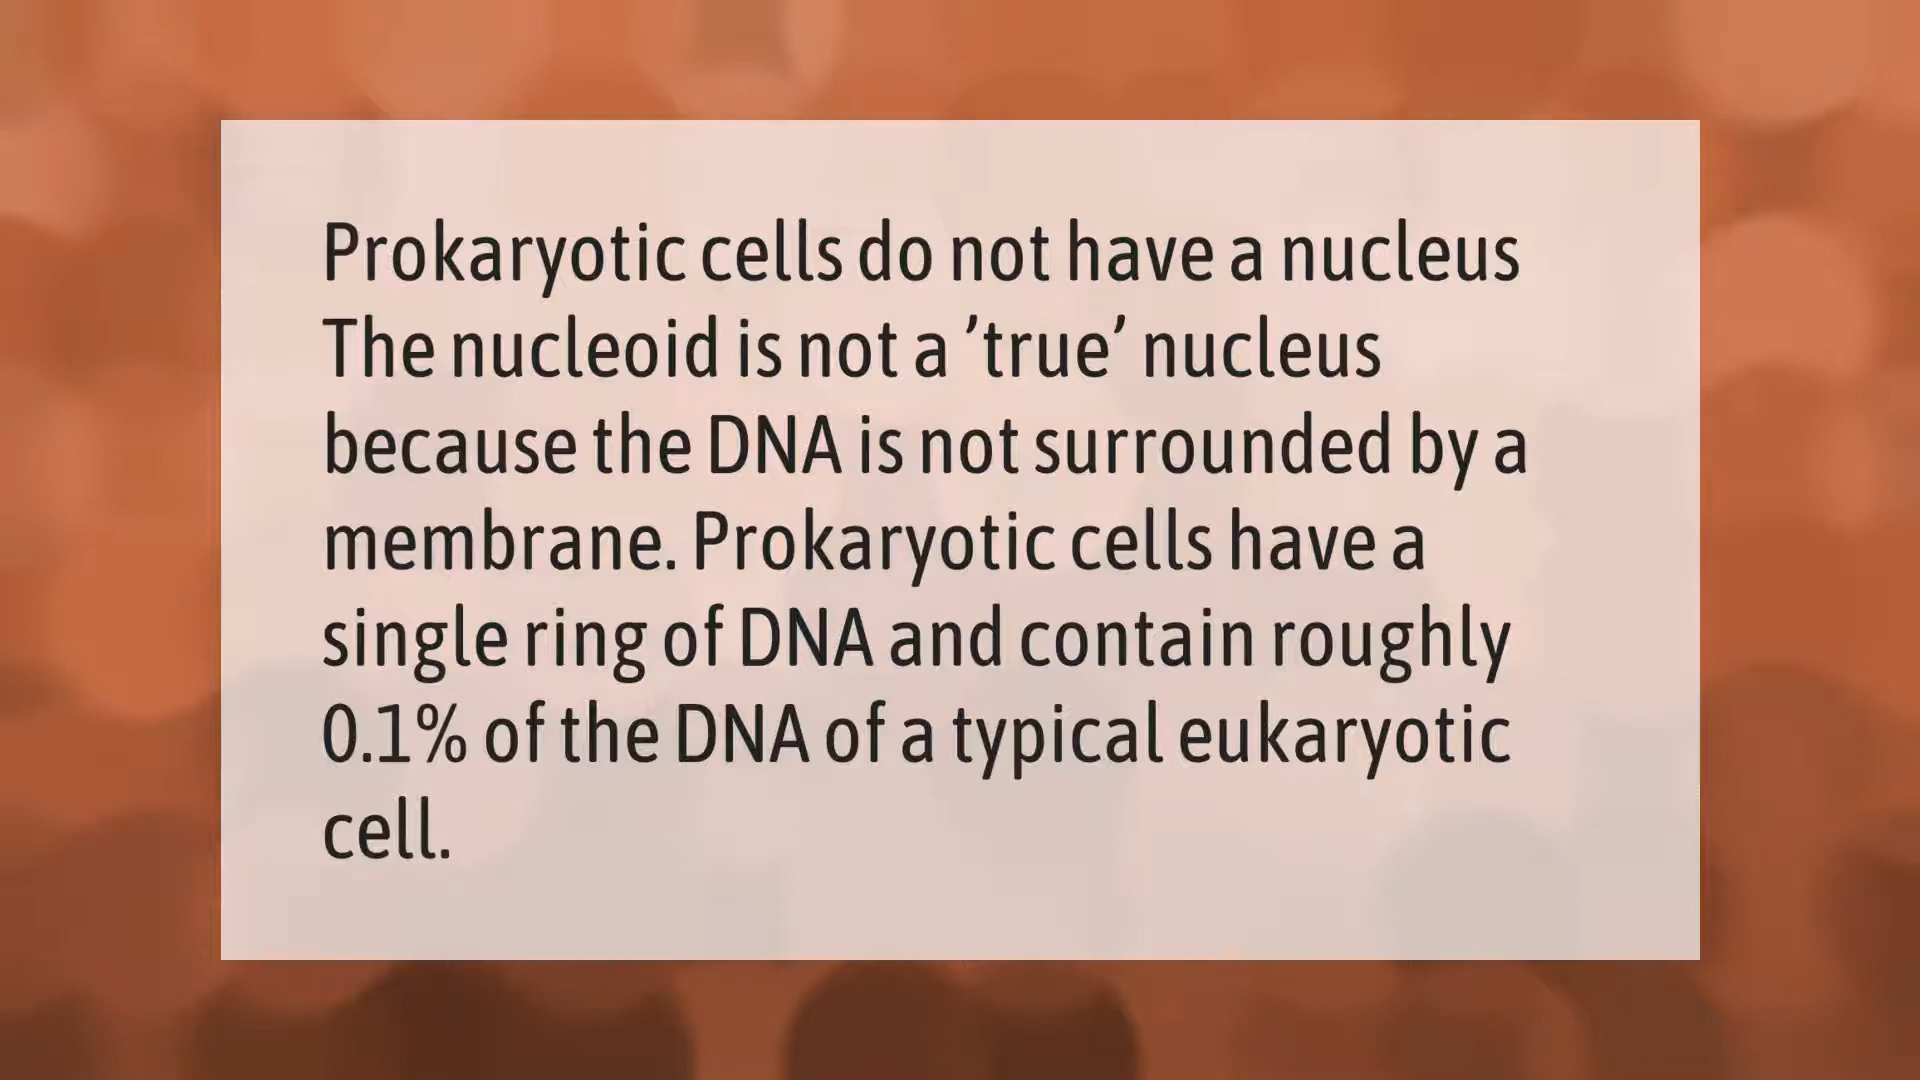 Prokaryotic cells do not have a nucleus
The nucleoid is not a ’true’ nucleus
because the DNA is not surrounded by a
membrane. Prokaryotic cells have a
single ring of DNA and contain roughly
0.1% of the DNA of a typical eukaryotic
cell.